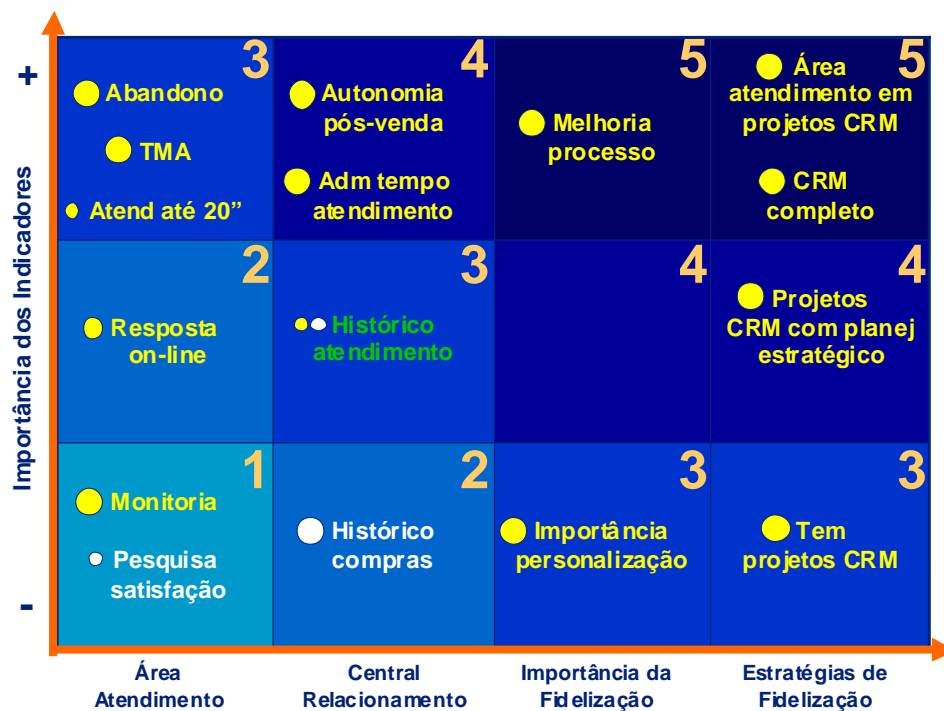 Importância dos Indicadores
+
-
3
Abandono
TMA
Atend até 20”
4
Autonomia
pós-venda
Adm tempo
atendimento
5
Melhoria
processo
5
Área
atendimento em
projetos CRM
CRM
completo
2
Resposta
on-line
3
Histórico
atendimento
4
4
Projetos
CRM com planej
estratégico
1
Monitoria
Pesquisa
satisfação
2
Histórico
compras
3
Importância
personalização
3
Tem
projetos CRM
Área
Atendimento
Central
Relacionamento
Importância da
Fidelização
Estratégias de
Fidelização